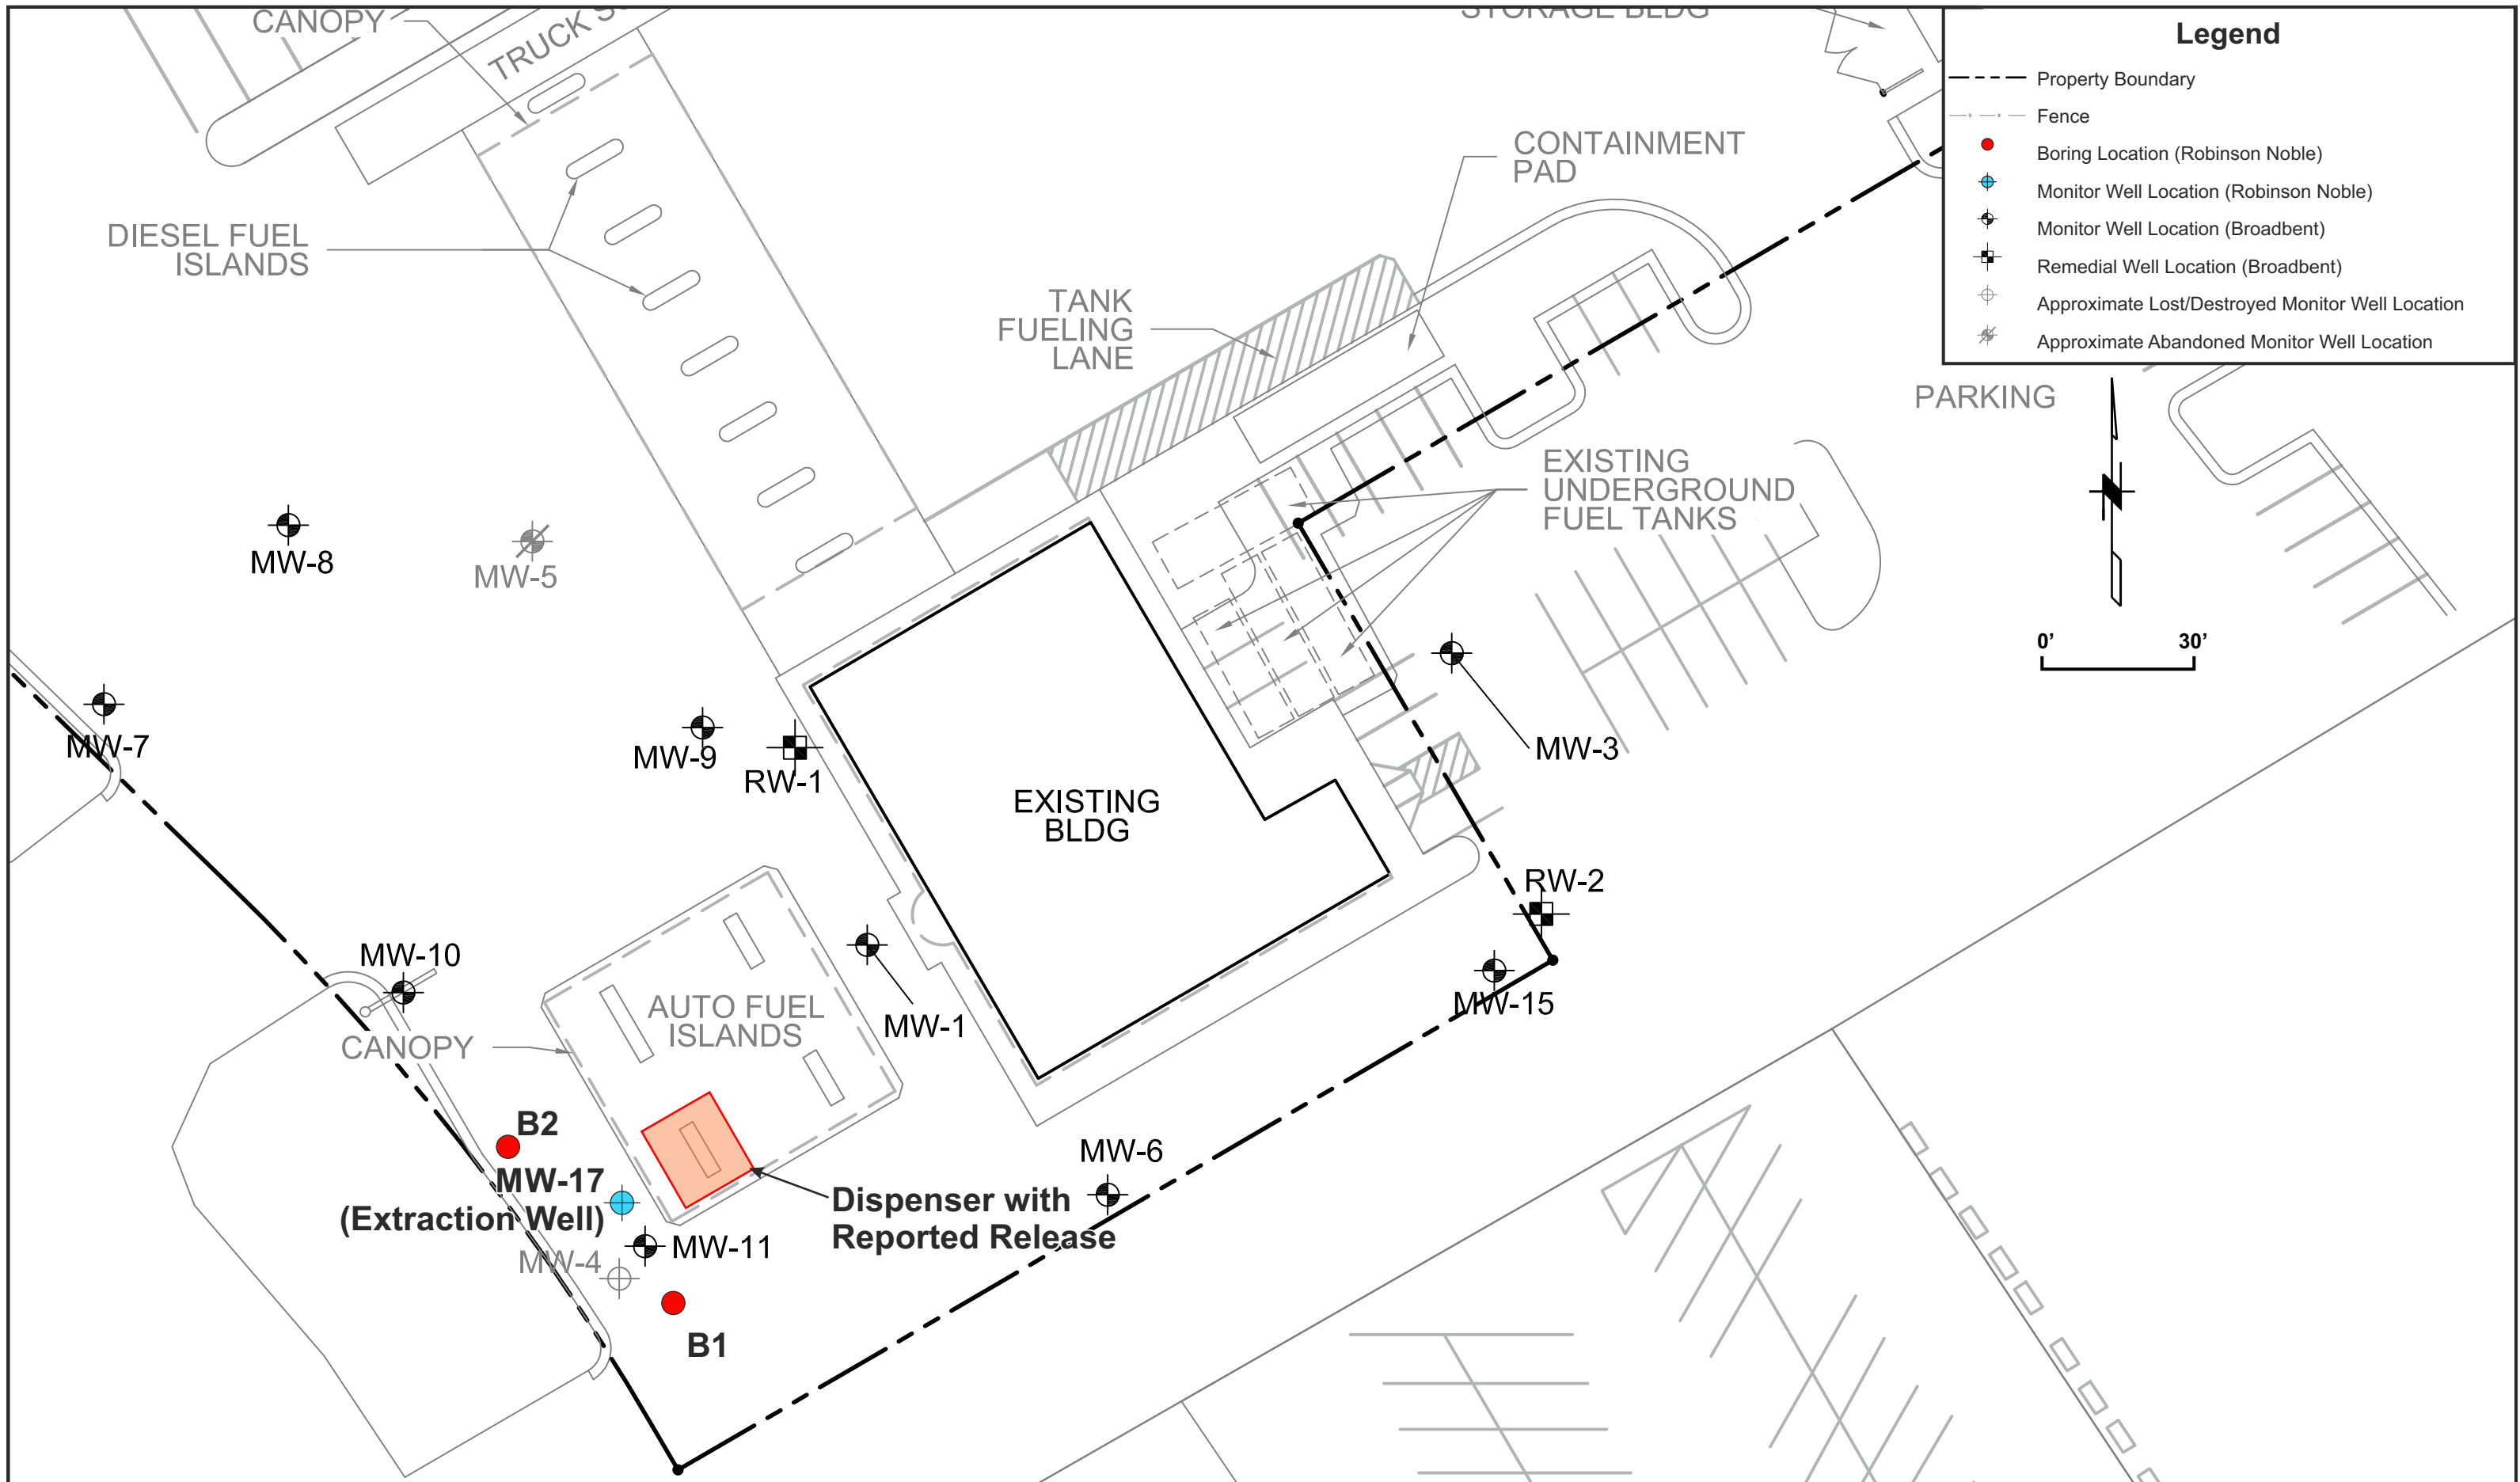 CANOPY
TRUCK
Legend
Property Boundary
Fence
Boring Location (Robinson Noble)
Monitor Well Location (Robinson Noble)
Monitor Well Location (Broadbent)
Remedial Well Location (Broadbent)
Approximate Lost/Destroyed Monitor Well Location
Approximate Abandoned Monitor Well Location
STORAGE BLDG
CONTAINMENT
PAD
DIESEL FUEL
ISLANDS
TANK
FUELING
LANE
PARKING
EXISTING
UNDERGROUND
FUEL TANKS
MW-8
MW-5
0’
30’
MW-7
MW-9
RW-1
MW-3
EXISTING
BLDG
RW-2
MW-10
MW-15
AUTO FUEL
ISLANDS
MW-1
CANOPY
B2
MW-6
MW-17
(Extraction Well)
Dispenser with
Reported Release
MW-11
MW-4
B1